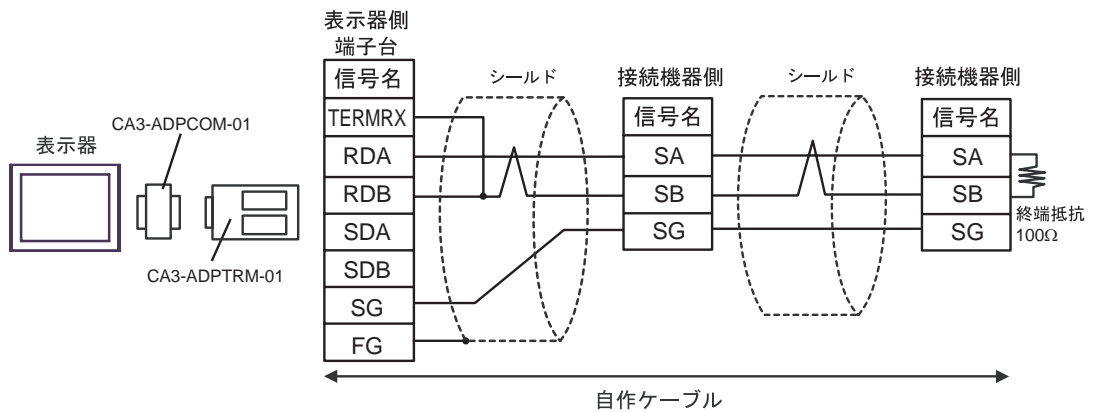 表示器
CA3-ADPCOM-01
CA3-ADPTRM-01
表示器側
端子台
信号名
TERMRX
RDA
RDB
SDA
SDB
SG
FG
シールド
接続機器側
信号名
SA
SB
SG
シールド
接続機器側
信号名
SA
SB
SG
終端抵抗
100Ω
自作ケーブル